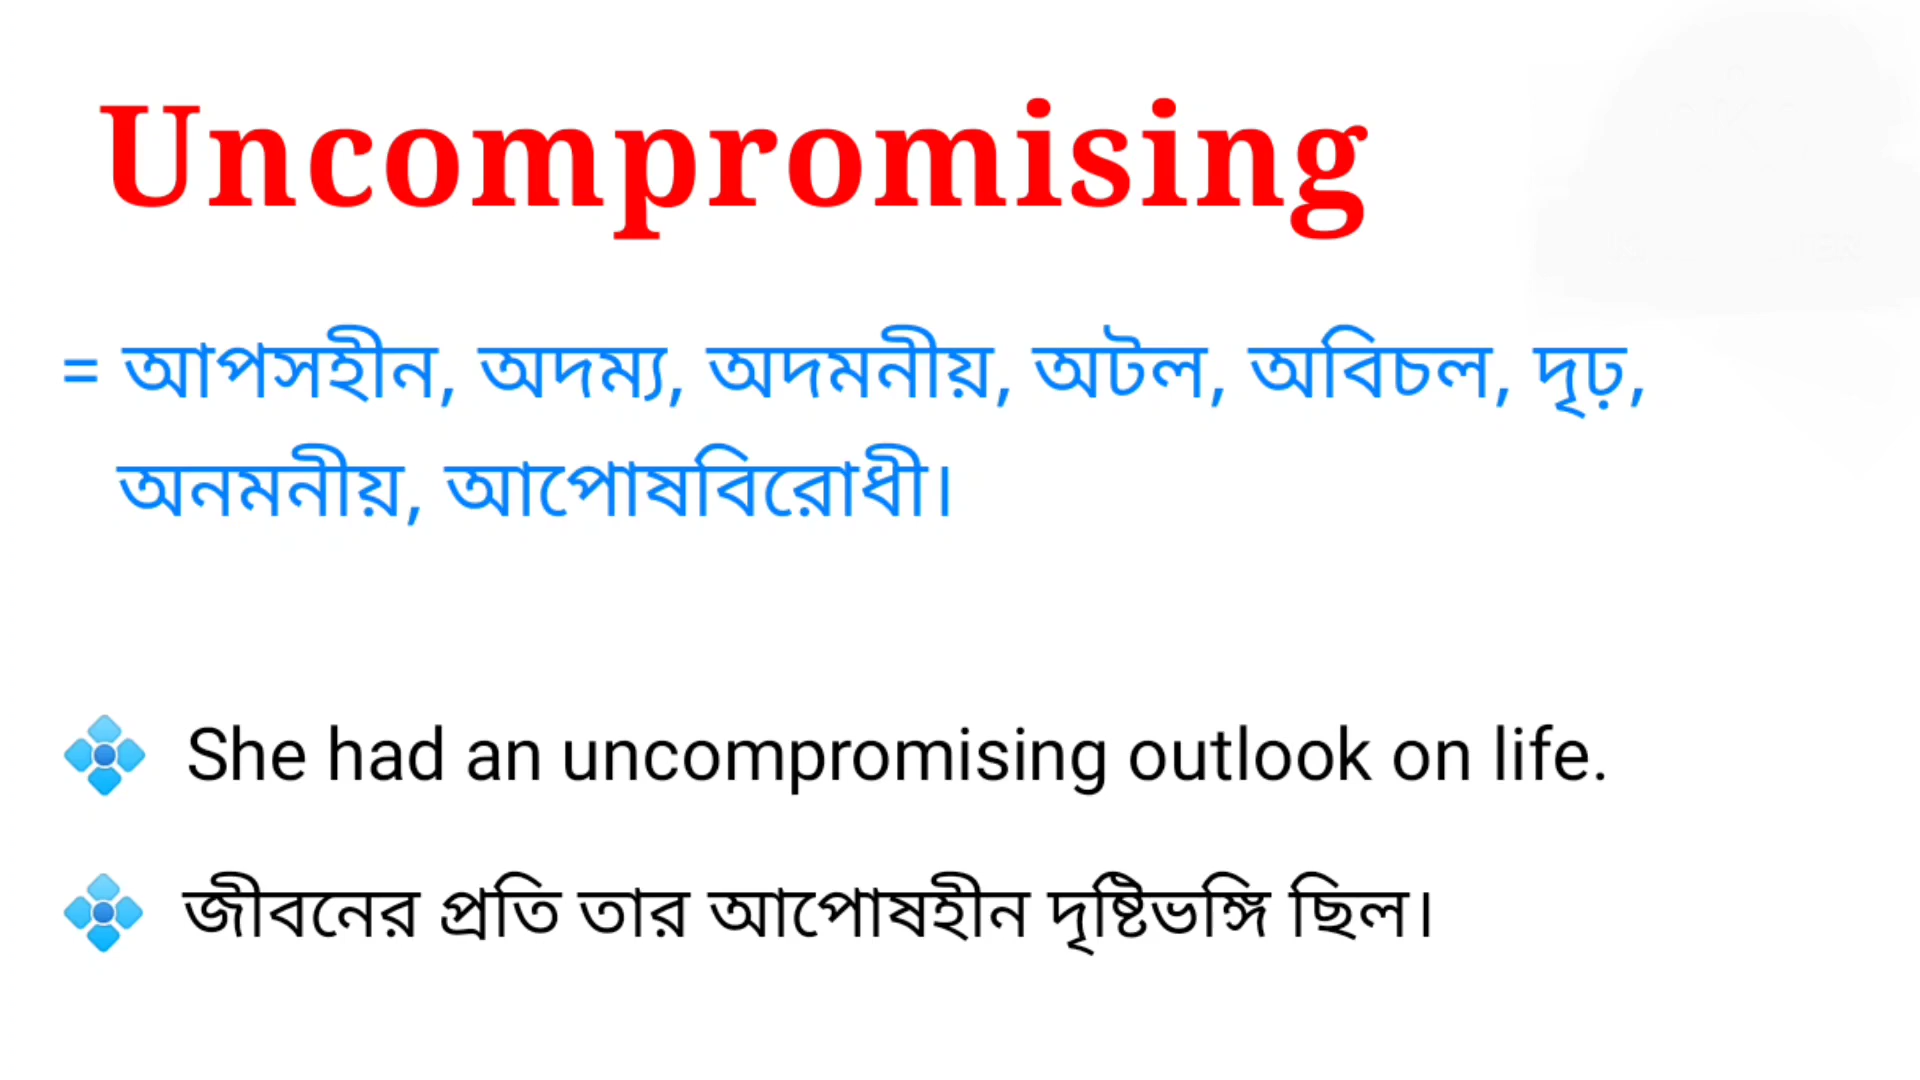 Uncompromising
= আপসহীন, অদম্য, অদমনীয়, অটল, অবিচল, দৃঢ়,
অনমনীয়, আপোষবিরোধী।
She had an uncompromising outlook on life.
জীবনের প্রতি তার আপোষহীন দৃষ্টিভঙ্গি ছিল।